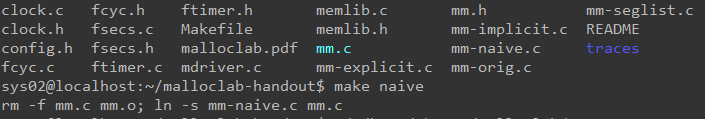 clock.c fcyc.h ftimer.h memlib.c mm.h mm-seglist.c
clock.h fsecs.c Makefile memlib.h mm-implicit.c README
config.h fsecs.h malloclab.pdf mm.c mm-naive.c traces
fcyc.c ftimer.c mdriver.c mm-explicit.c mm-orig.c
sys02@localhost:~/malloclab-handout$ make naive
rm -f mm.c mm.o; ln -s mm-naive.c mm.c